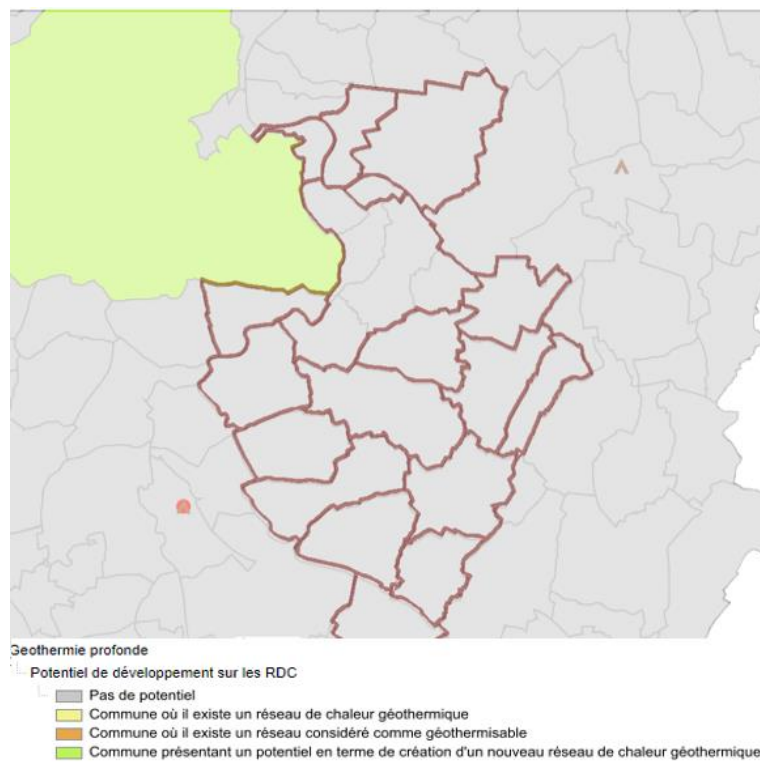 Geothermie profonde
Potentiel de développement sur les RDC
Pas de potentiel
Commune où il existe un réseau de chaleur géothermique
Commune où il existe un réseau considéré comme géothermisable
Commune présentant un potentiel en terme de création d'un nouveau réseau de chaleur géothermique